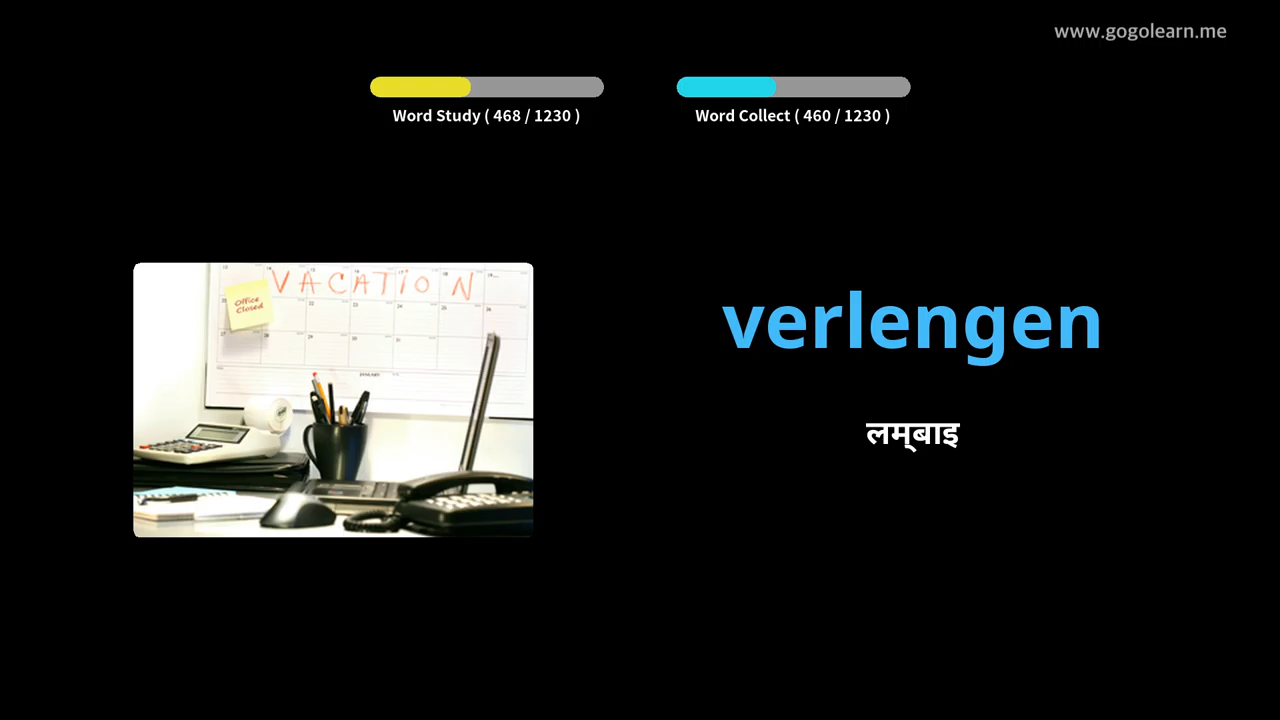 www.gogolearn.me
Word Study ( 468 / 1230 )
Word Collect ( 460 / 1230 )
VACATION
Office
Closed
verlengen
लम्बाइ